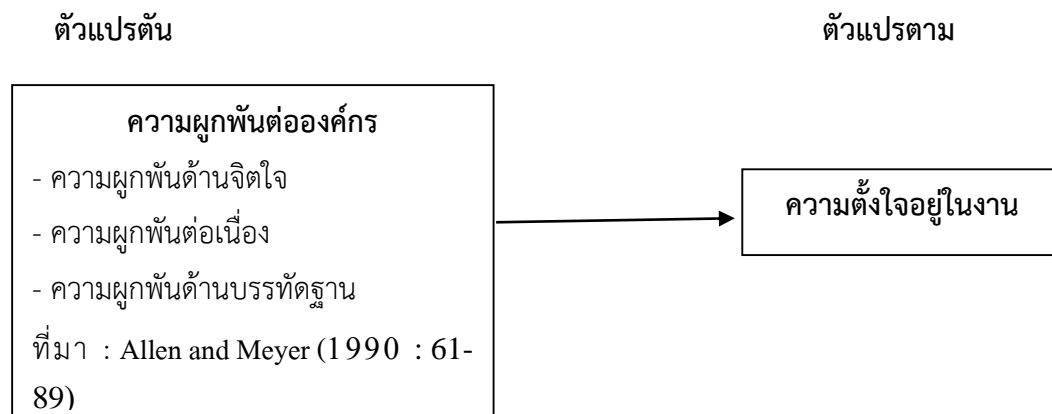 ตัวแปรต้น ตัวแปรตาม
ความผูกพันต่อองค์กร
- ความผูกพันด้านจิตใจ
- ความผูกพันต่อเนื่อง
- ความผูกพันด้านบรรทัดฐาน
ที่มา : Allen and Meyer (1990 : 61-
89)
ความตั้งใจอยู่ในงาน